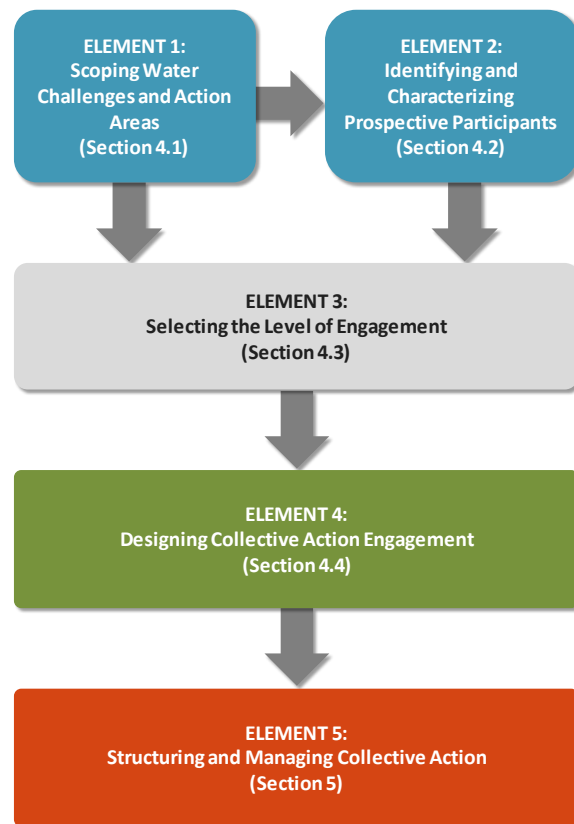 ELEMENT 1:
Scoping Water
Challenges and Action
Areas
(Section 4.1)
ELEMENT 2:
Identifying and
Characterizing
Prospective Participants
(Section 4.2)
ELEMENT 3:
Selecting the Level of Engagement
(Section 4.3)
ELEMENT 4:
Designing Collective Action Engagement
(Section 4.4)
ELEMENT 5:
Structuring and Managing Collective Action
(Section 5)